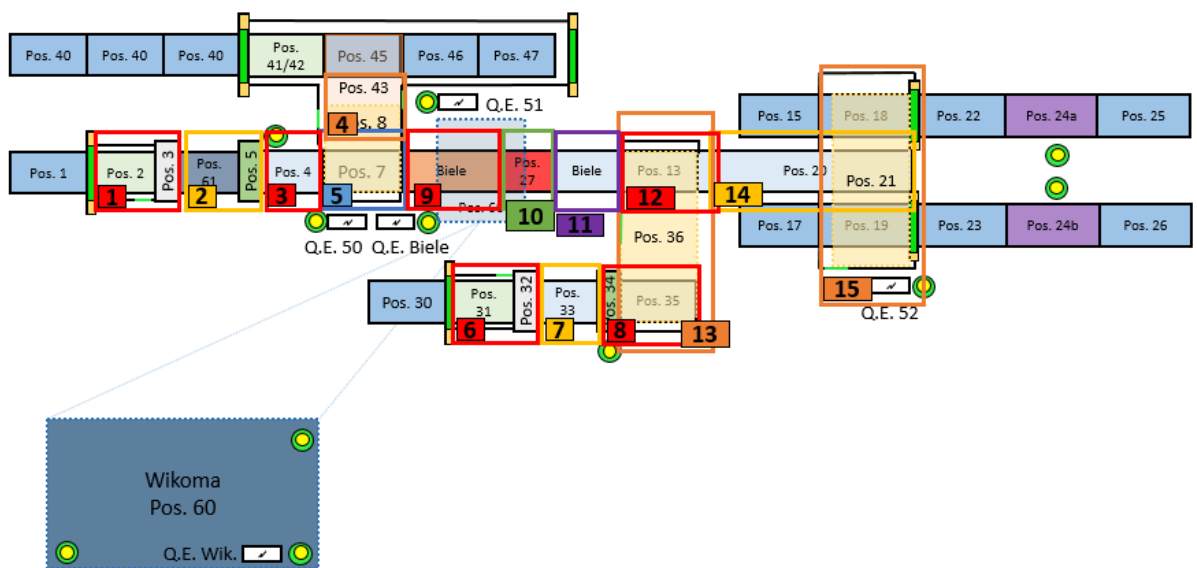 Pos. 40
Pos. 40
Pos. 40
Pos.
41/42
Pos. 45
Pos. 46
Pos. 47
Pos. 43
4
s. 8
Q.E. 51
Pos. 15
Pos. 18
Pos. 22
Pos. 24a
Pos. 25
Pos. 1
Pos. 2
Pos. 3
1
Pos.
61
2
Pos. 5
Pos. 4
3
Pos. 7
5
Biele
9
Pos.
27
10
Biele
11
Pos. 13
12
14
Pos. 20
Pos. 21
Q.E. 50
Q.E. Biele
Pos. 36
Pos. 17
Pos. 19
Pos. 23
Pos. 24b
Pos. 26
15
Q.E. 52
Pos. 30
Pos.
31
6
Pos. 32
Pos.
33
7
Pos. 34
8
Pos. 35
13
Wikoma
Pos. 60
Q.E. Wik.